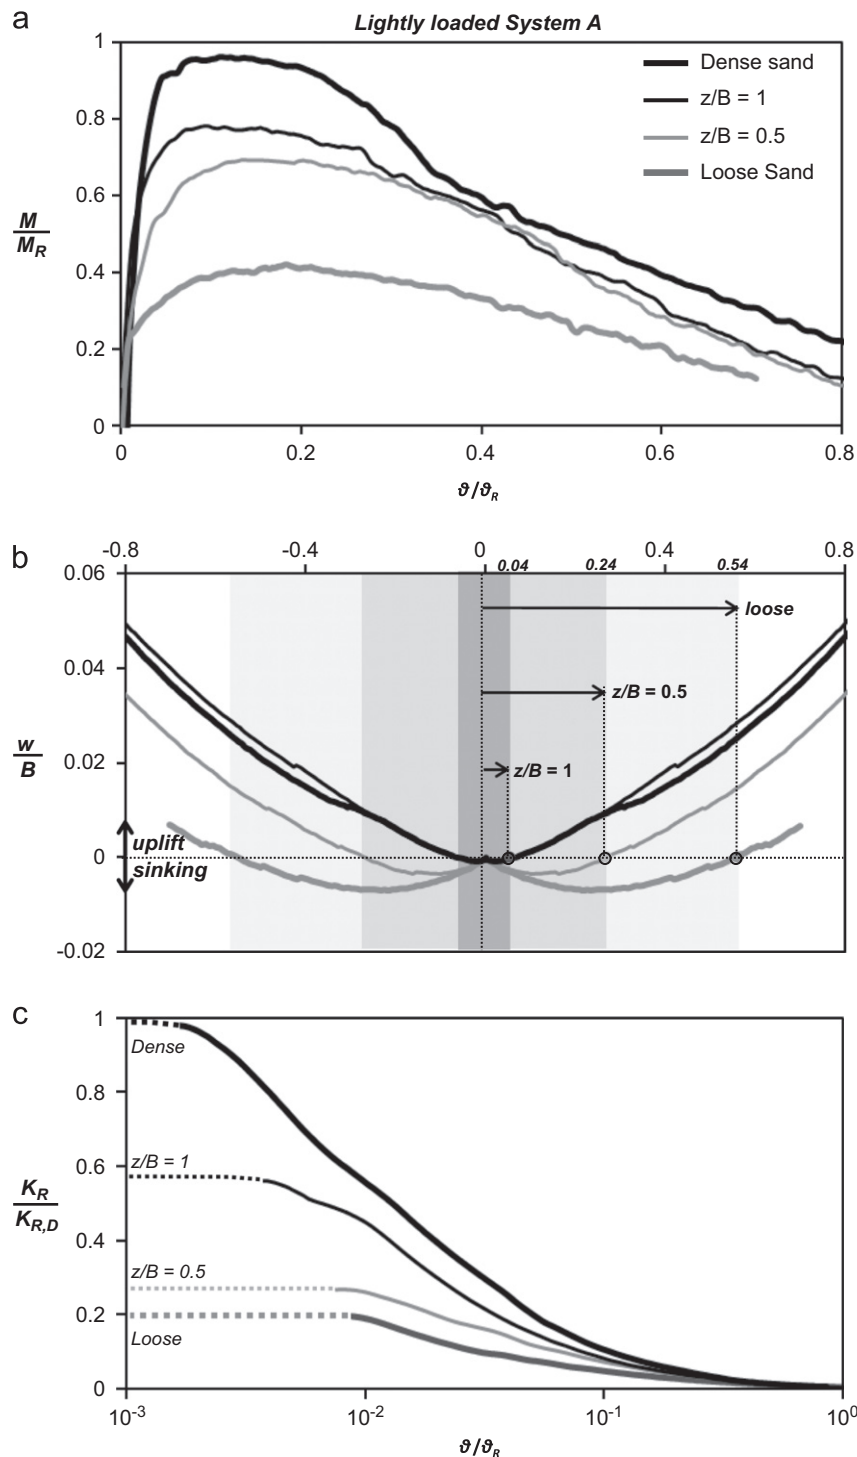 a
Lightly loaded System A
1
0.8
0.6
0.4
0.2
0
M
M_R
Dense sand
z/B = 1
z/B = 0.5
Loose Sand
0 0.2 0.4 0.6 0.8
ϑ/ϑ_R
b
-0.8 -0.4 0 0.4 0.8
0.04 0.24 0.54
0.06
0.04
0.02
0
-0.02
w
B
loose
z/B = 0.5
z/B = 1
uplift
sinking
c
1
0.8
0.6
0.4
0.2
0
K_R
K_R,D
Dense
z/B = 1
z/B = 0.5
Loose
10^-3 10^-2 10^-1 10^0
ϑ/ϑ_R